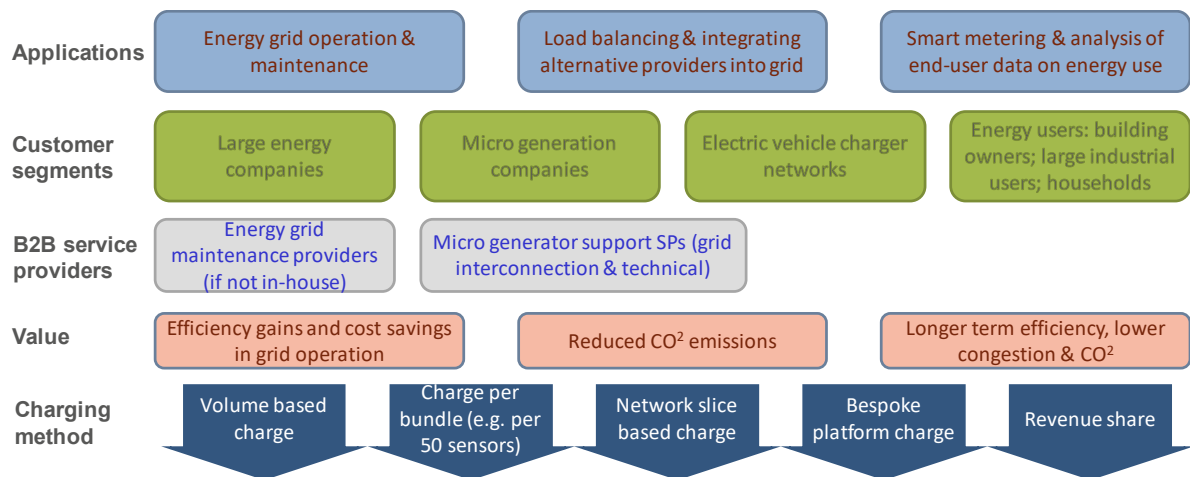 Applications
Energy grid operation &
maintenance
Load balancing & integrating
alternative providers into grid
Smart metering & analysis of
end-user data on energy use
Customer
segments
Large energy
companies
Micro generation
companies
Electric vehicle charger
networks
Energy users: building
owners; large industrial
users; households
B2B service
providers
Energy grid
maintenance providers
(if not in-house)
Micro generator support SPs (grid
interconnection & technical)
Value
Efficiency gains and cost savings
in grid operation
Reduced CO² emissions
Longer term efficiency, lower
congestion & CO²
Charging
method
Volume based
charge
Charge per
bundle (e.g. per
50 sensors)
Network slice
based charge
Bespoke
platform charge
Revenue share